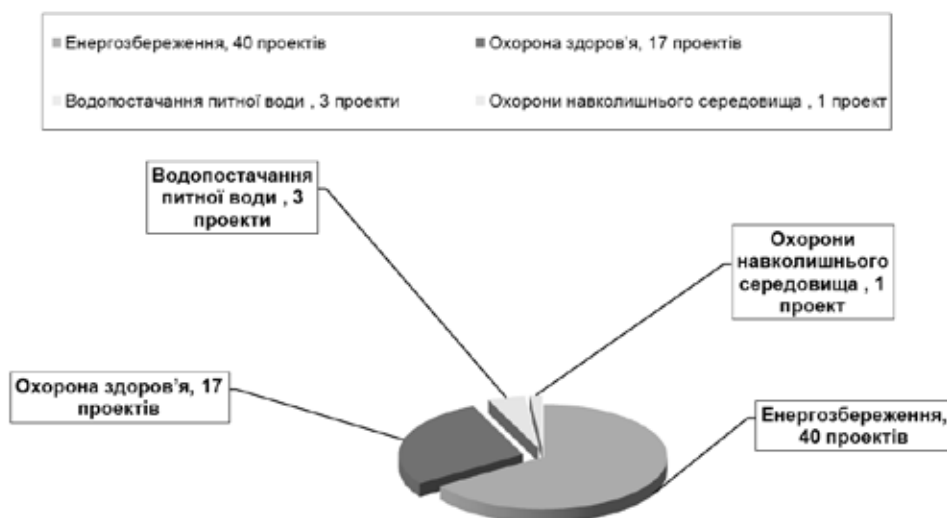 Енергозбереження, 40 проектів
Охорона здоров'я, 17 проектів
Водопостачання питної води , 3 проекти
Охорони навколишнього середовища , 1 проект
Водопостачання
питної води , 3
проекти
Охорони
навколишнього
середовища , 1
проект
Охорона здоров'я, 17
проектів
Енергозбереження,
40 проектів